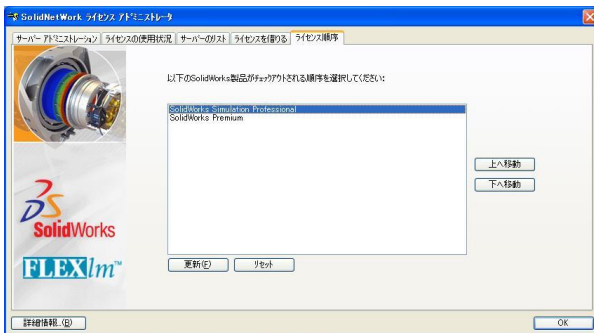 SolidNetWork ライセンス アドミニストレータ
サーバー アドミニストレーション ライセンスの使用状況 サーバーのリスト ライセンスを借りる ライセンス順序
以下のSolidWorks製品がチェックアウトされる順序を選択してください:
SolidWorks Simulation Professional
SolidWorks Premium
上へ移動
下へ移動
SolidWorks
FLEXlm™
更新(F) リセット
詳細情報..(B) OK